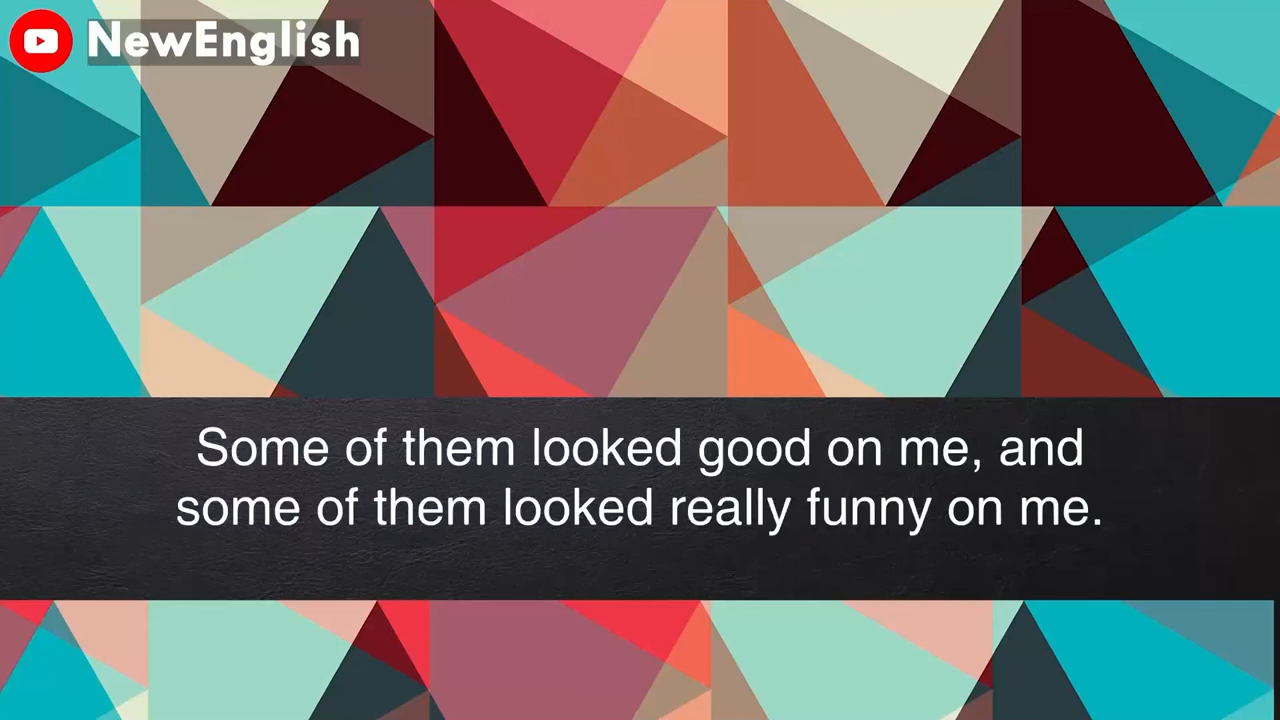 NewEnglish
Some of them looked good on me, and
some of them looked really funny on me.